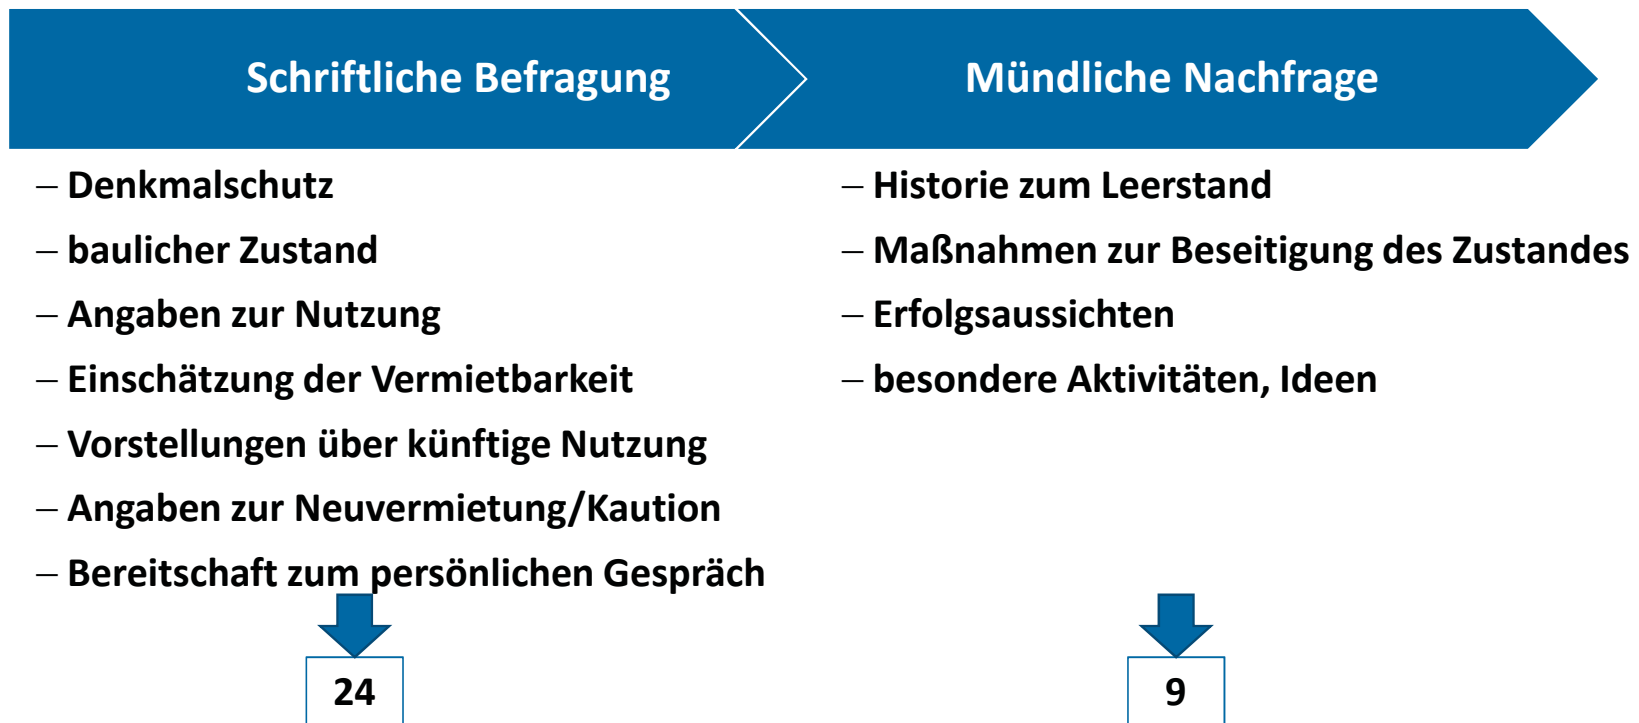 Schriftliche Befragung
– Denkmalschutz
– baulicher Zustand
– Angaben zur Nutzung
– Einschätzung der Vermietbarkeit
– Vorstellungen über künftige Nutzung
– Angaben zur Neuvermietung/Kaution
– Bereitschaft zum persönlichen Gespräch
24
Mündliche Nachfrage
– Historie zum Leerstand
– Maßnahmen zur Beseitigung des Zustandes
– Erfolgsaussichten
– besondere Aktivitäten, Ideen
9